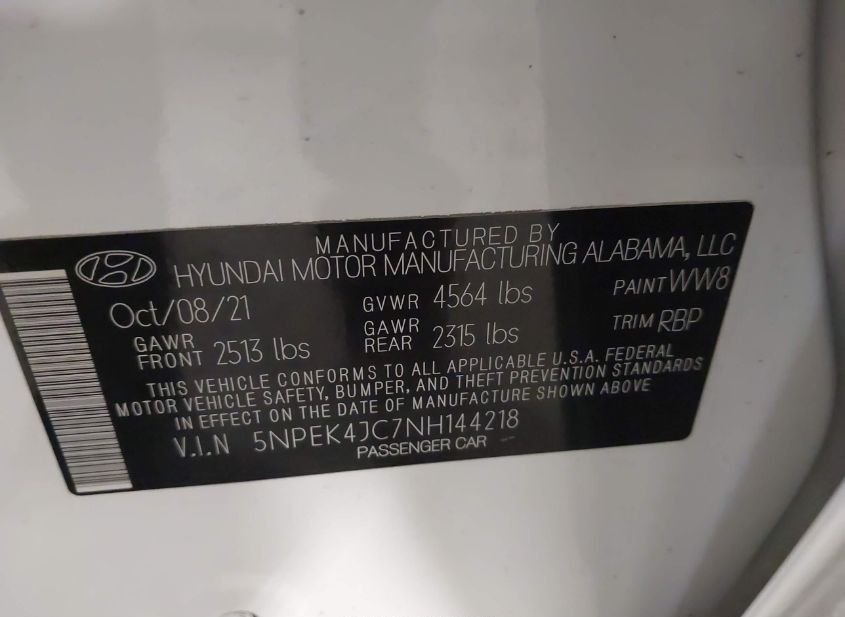 MANUFACTURED BY
HYUNDAI MOTOR MANUFACTURING ALABAMA, LLC
Oct/08/21 GVWR 4564 lbs PAINT WW8
GAWR FRONT 2513 lbs GAWR REAR 2315 lbs TRIM RBP
THIS VEHICLE CONFORMS TO ALL APPLICABLE U.S.A. FEDERAL
MOTOR VEHICLE SAFETY, BUMPER, AND THEFT PREVENTION STANDARDS
IN EFFECT ON THE DATE OF MANUFACTURE SHOWN ABOVE
V.I.N 5NPEK4JC7NH144218
PASSENGER CAR